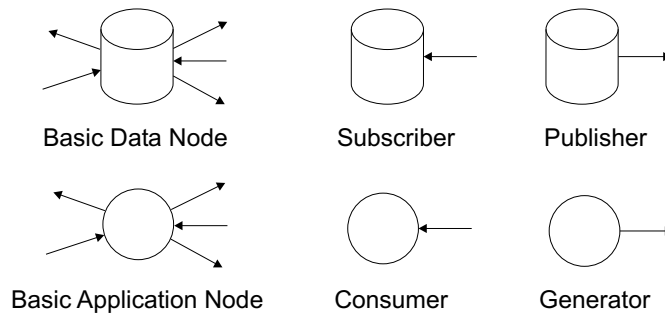 Basic Data Node
Subscriber
Publisher
Basic Application Node
Consumer
Generator